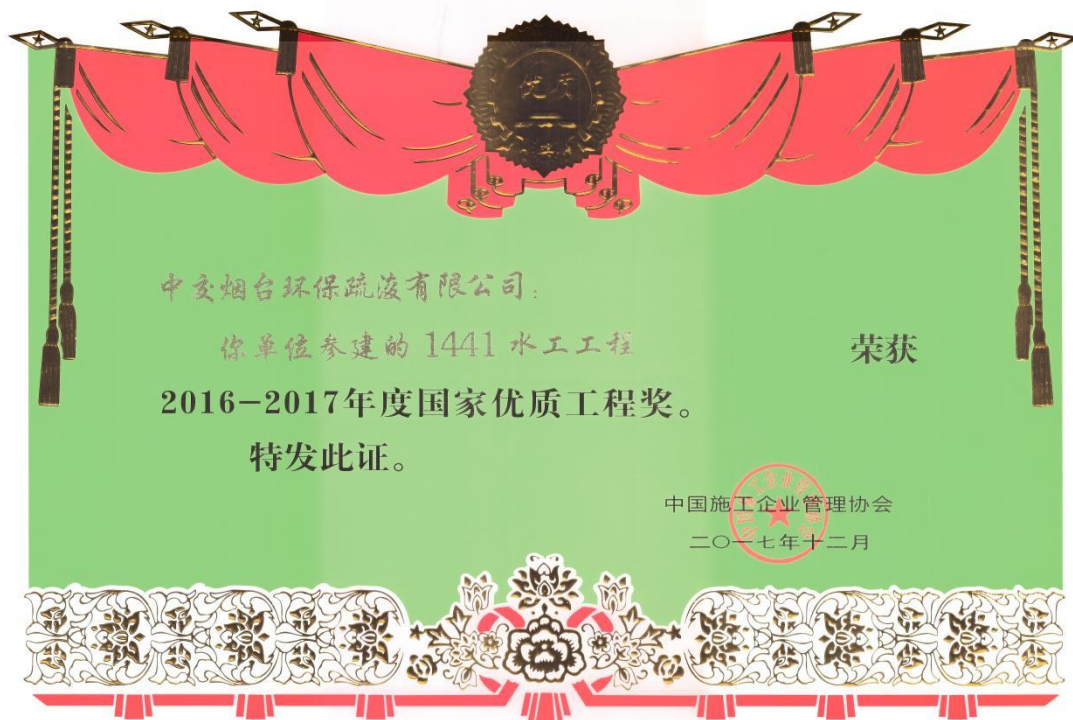 中交烟台环保疏浚有限公司：
你单位参建的 1441 水工工程 荣获
2016-2017年度国家优质工程奖。
特发此证。
中国施工企业管理协会
二〇一七年十二月